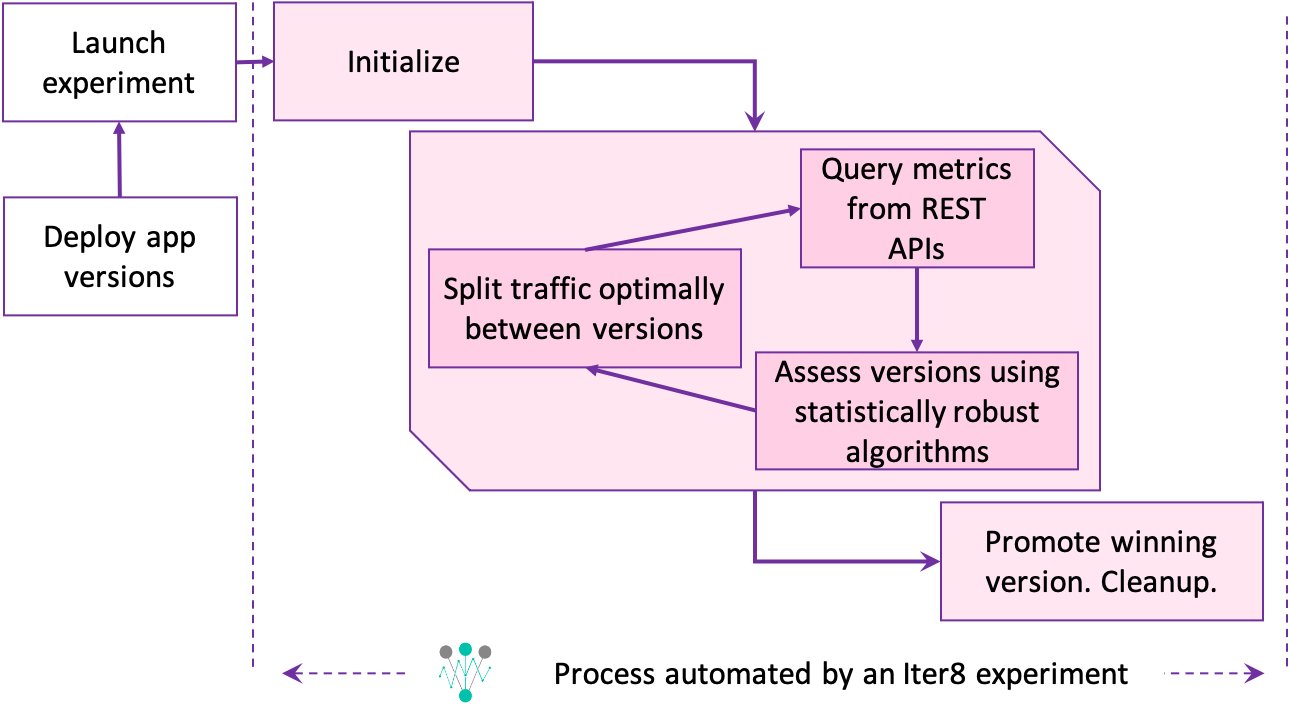 Launch
experiment
Initialize
Deploy app
versions
Query metrics
from REST
APIs
Split traffic optimally
between versions
Assess versions using
statistically robust
algorithms
Promote winning
version. Cleanup.
Process automated by an Iter8 experiment